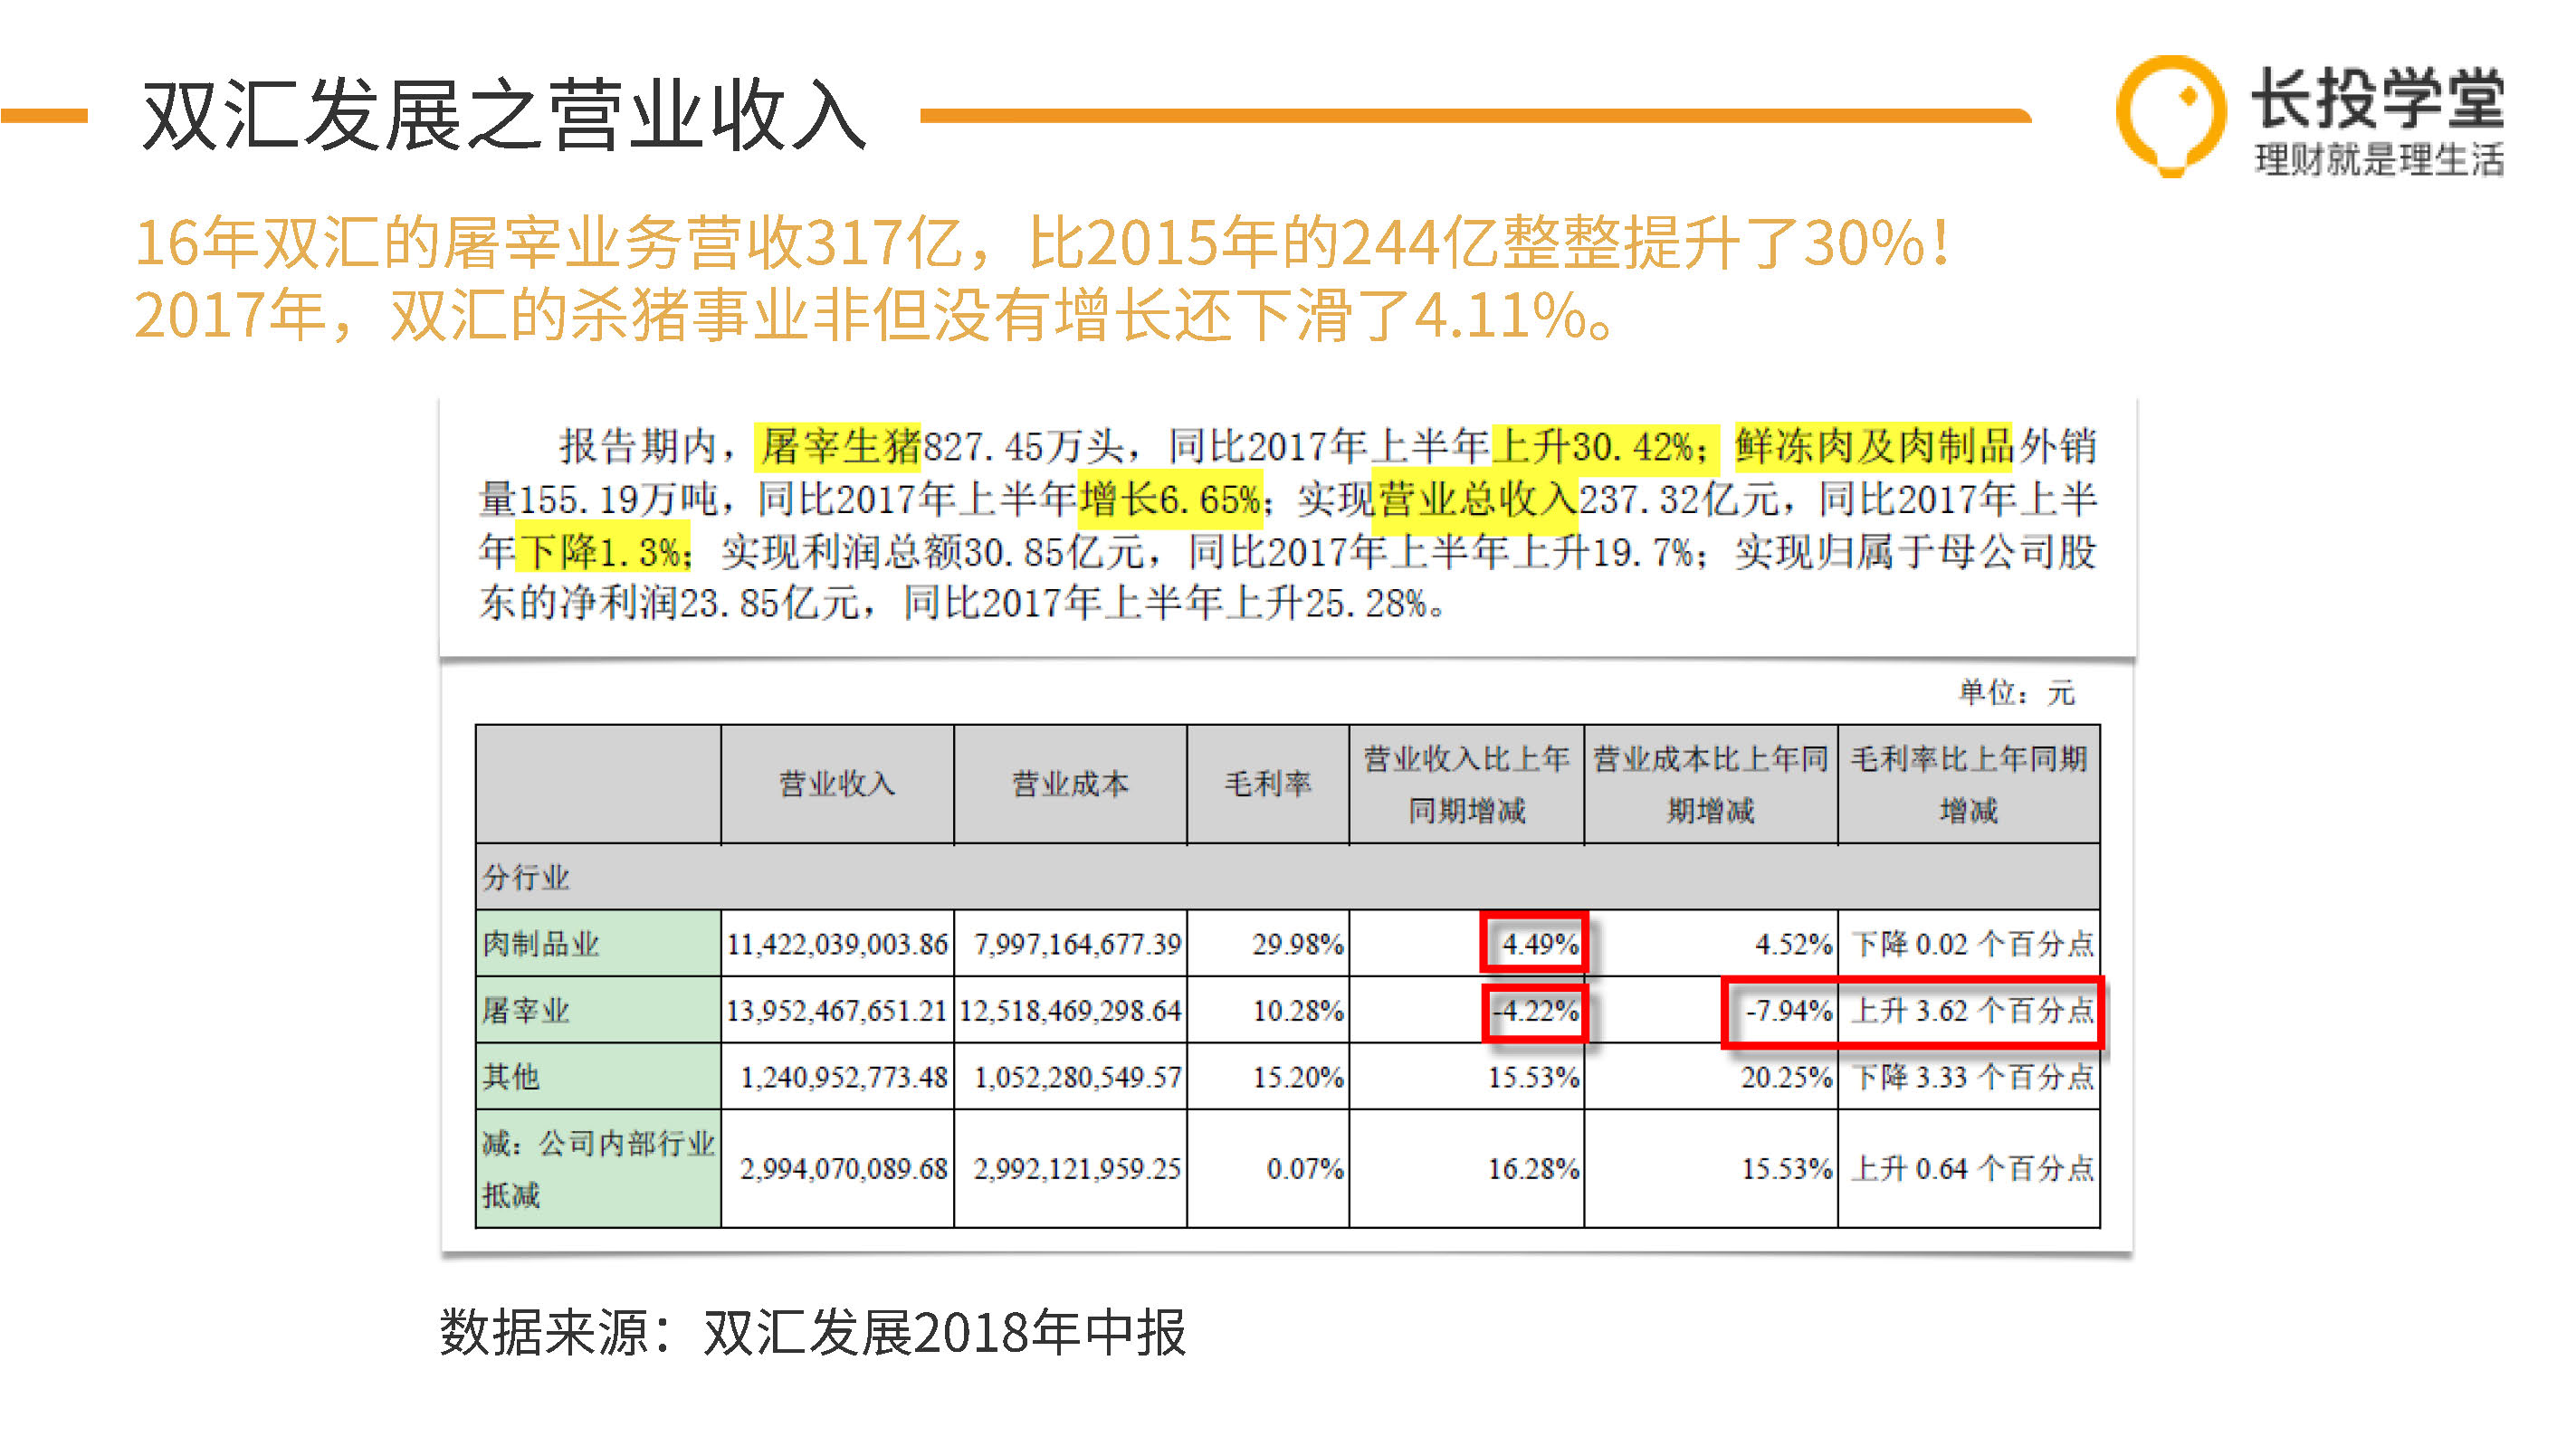 双汇发展之营业收入
长投学堂
理财就是理生活
16年双汇的屠宰业务营收317亿，比2015年的244亿整整提升了30%！
2017年，双汇的杀猪事业非但没有增长还下滑了4.11%。
报告期内，屠宰生猪827.45万头，同比2017年上半年上升30.42%；鲜冻肉及肉制品外销
量155.19万吨，同比2017年上半年增长6.65%；实现营业总收入237.32亿元，同比2017年上半
年下降1.3%；实现利润总额30.85亿元，同比2017年上半年上升19.7%；实现归属于母公司股
东的净利润23.85亿元，同比2017年上半年上升25.28%。
单位：元
营业收入 营业成本 毛利率 营业收入比上年 营业成本比上年同 毛利率比上年同期
同期增减 期增减 增减
分行业
肉制品业 11,422,039,003.86 7,997,164,677.39 29.98% 4.49% 4.52% 下降 0.02 个百分点
屠宰业 13,952,467,651.21 12,518,469,298.64 10.28% -4.22% -7.94% 上升 3.62 个百分点
其他 1,240,952,773.48 1,052,280,549.57 15.20% 15.53% 20.25% 下降 3.33 个百分点
减：公司内部行业
抵减 2,994,070,089.68 2,992,121,959.25 0.07% 16.28% 15.53% 上升 0.64 个百分点
数据来源：双汇发展2018年中报